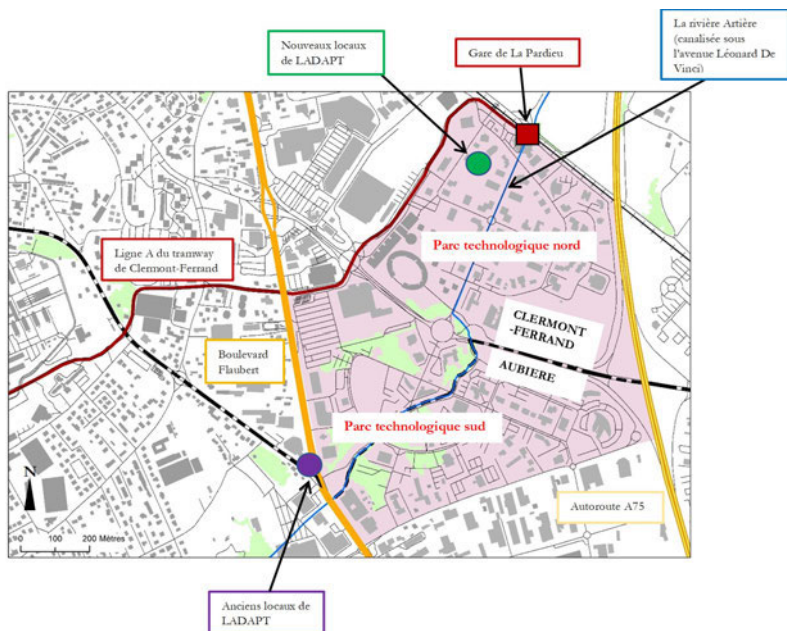 Nouveaux locaux
de LADAPT
Gare de La Pardieu
La rivière Artière
(canalisée sous
l'avenue Léonard De
Vinci)
Parc technologique nord
Ligne A du tramway
de Clermont-Ferrand
CLERMONT
-FERRAND
AUBIERE
Boulevard
Flaubert
Parc technologique sud
N
Autoroute A75
0 100 200 Mètres
Anciens locaux de
LADAPT